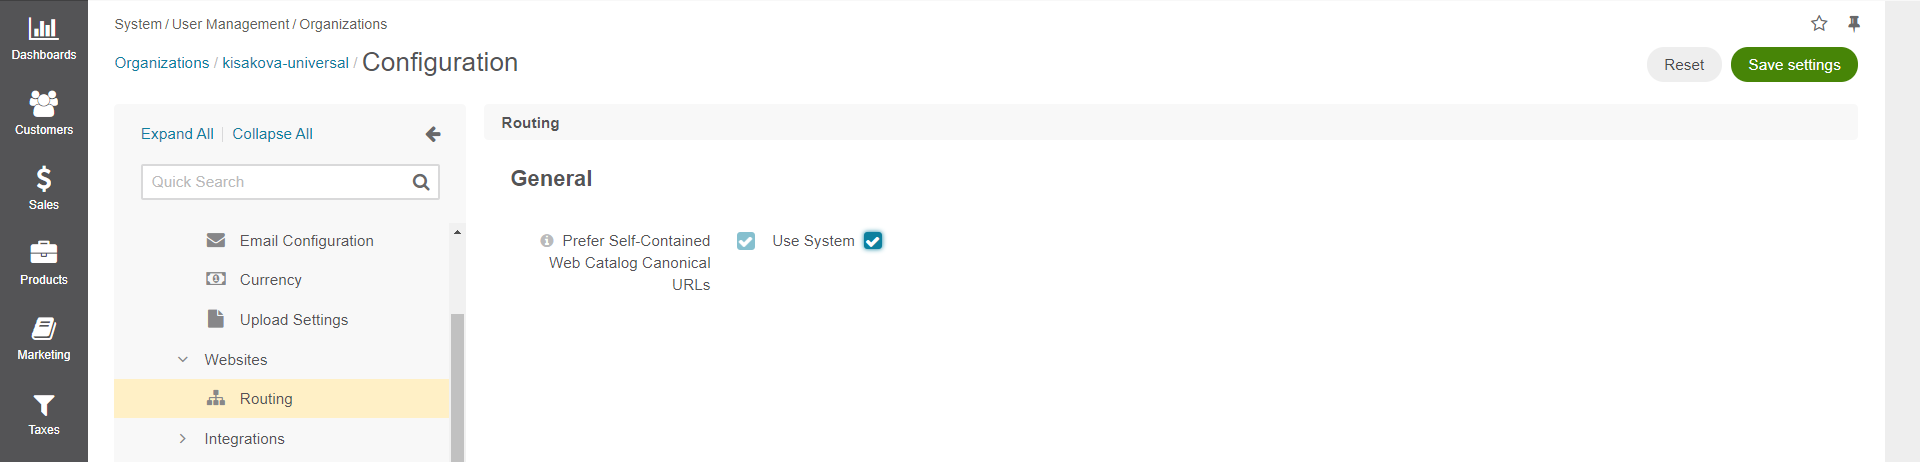 System / User Management / Organizations
Organizations / kisakova-universal / Configuration
Reset
Save settings
Dashboards
Customers
Sales
Products
Marketing
Taxes
Expand All
Collapse All
Quick Search
Email Configuration
Currency
Upload Settings
Websites
Routing
Integrations
Routing
General
Prefer Self-Contained
Web Catalog Canonical
URLs
Use System